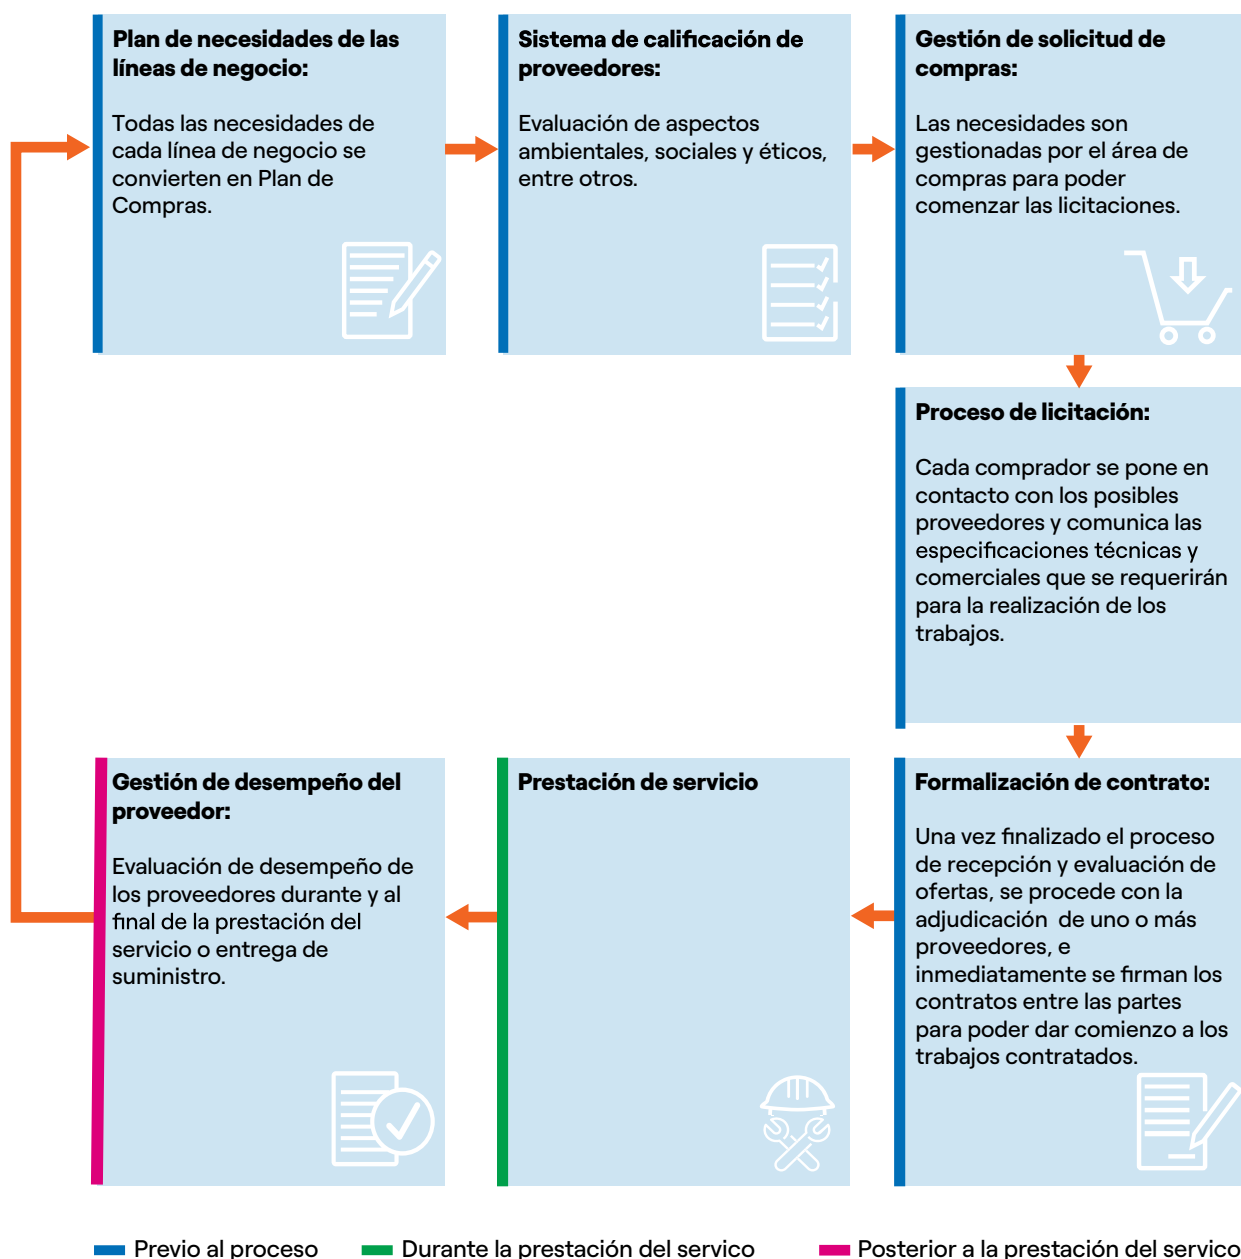 Plan de necesidades de las
líneas de negocio:
Todas las necesidades de
cada línea de negocio se
convierten en Plan de
Compras.
Sistema de calificación de
proveedores:
Evaluación de aspectos
ambientales, sociales y éticos,
entre otros.
Gestión de solicitud de
compras:
Las necesidades son
gestionadas por el área de
compras para poder
comenzar las licitaciones.
Proceso de licitación:
Cada comprador se pone en
contacto con los posibles
proveedores y comunica las
especificaciones técnicas y
comerciales que se requerirán
para la realización de los
trabajos.
Formalización de contrato:
Una vez finalizado el proceso
de recepción y evaluación de
ofertas, se procede con la
adjudicación de uno o más
proveedores, e
inmediatamente se firman los
contratos entre las partes
para poder dar comienzo a los
trabajos contratados.
Prestación de servicio
Gestión de desempeño del
proveedor:
Evaluación de desempeño de
los proveedores durante y al
final de la prestación del
servicio o entrega de
suministro.
Previo al proceso
Durante la prestación del servico
Posterior a la prestación del servico